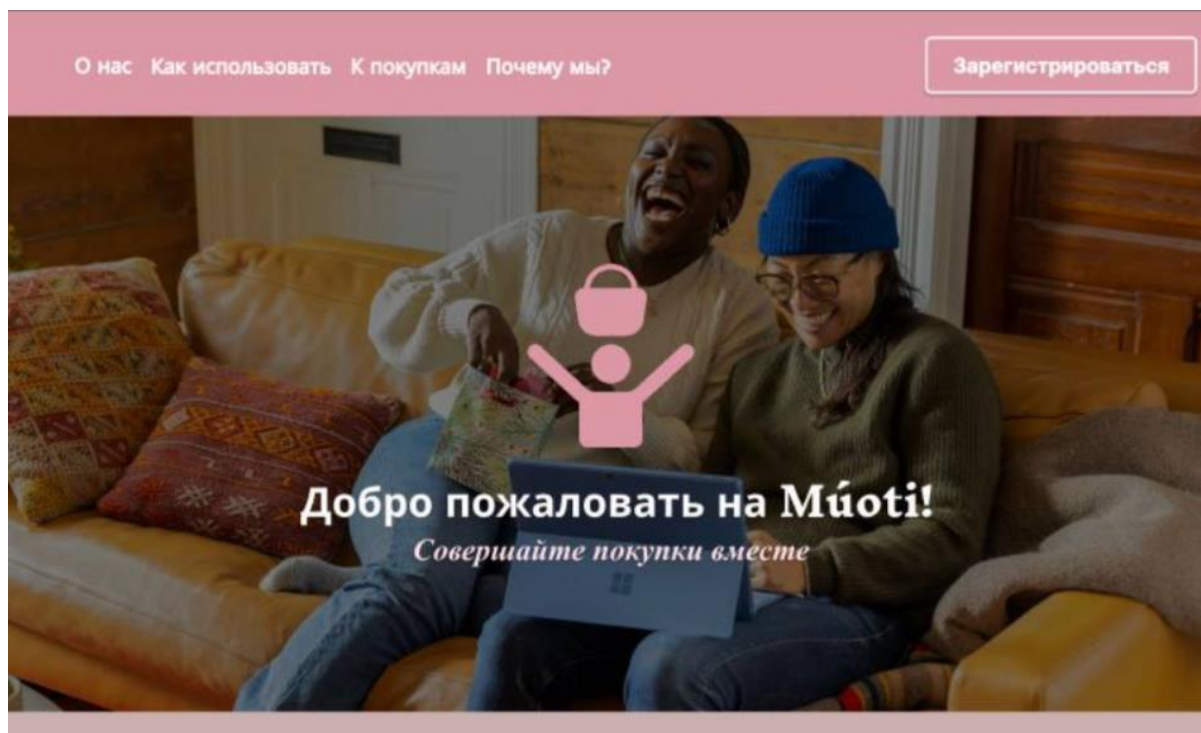 О нас Как использовать К покупкам Почему мы? Зарегистрироваться
Добро пожаловать на Múoti!
Совершайте покупки вместе